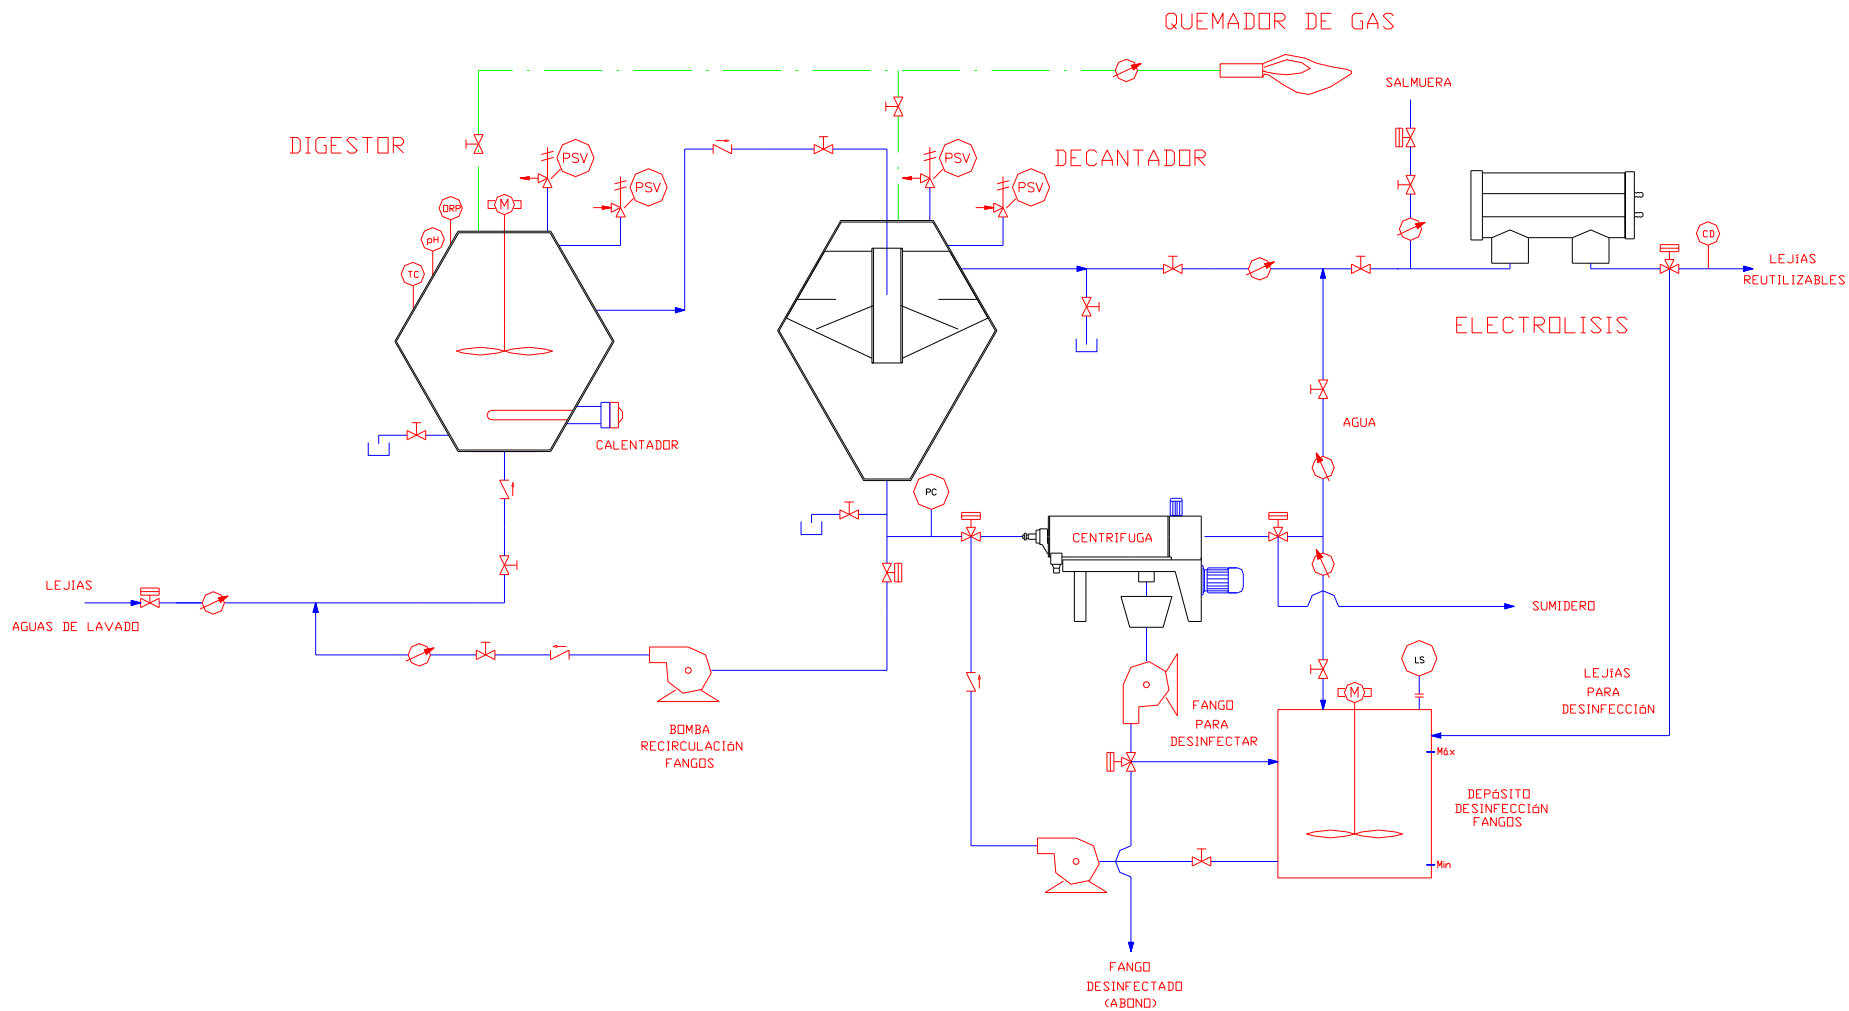 QUEMADOR DE GAS
SALMUERA
DIGESTOR
PSV
PSV
DECANTADOR
PSV
PSV
M
ORP
pH
TC
CD
LEJíAS
REUTILIZABLES
ELECTROLISIS
AGUA
CALENTADOR
PC
CENTRIFUGA
LEJIAS
AGUAS DE LAVADO
SUMIDERO
LS
M
LEJíAS
PARA
DESINFECCIóN
FANGO
PARA
DESINFECTAR
BOMBA
RECIRCULACIóN
FANGOS
Máx
DEPóSITO
DESINFECCIóN
FANGOS
Min
FANGO
DESINFECTADO
(ABONO)